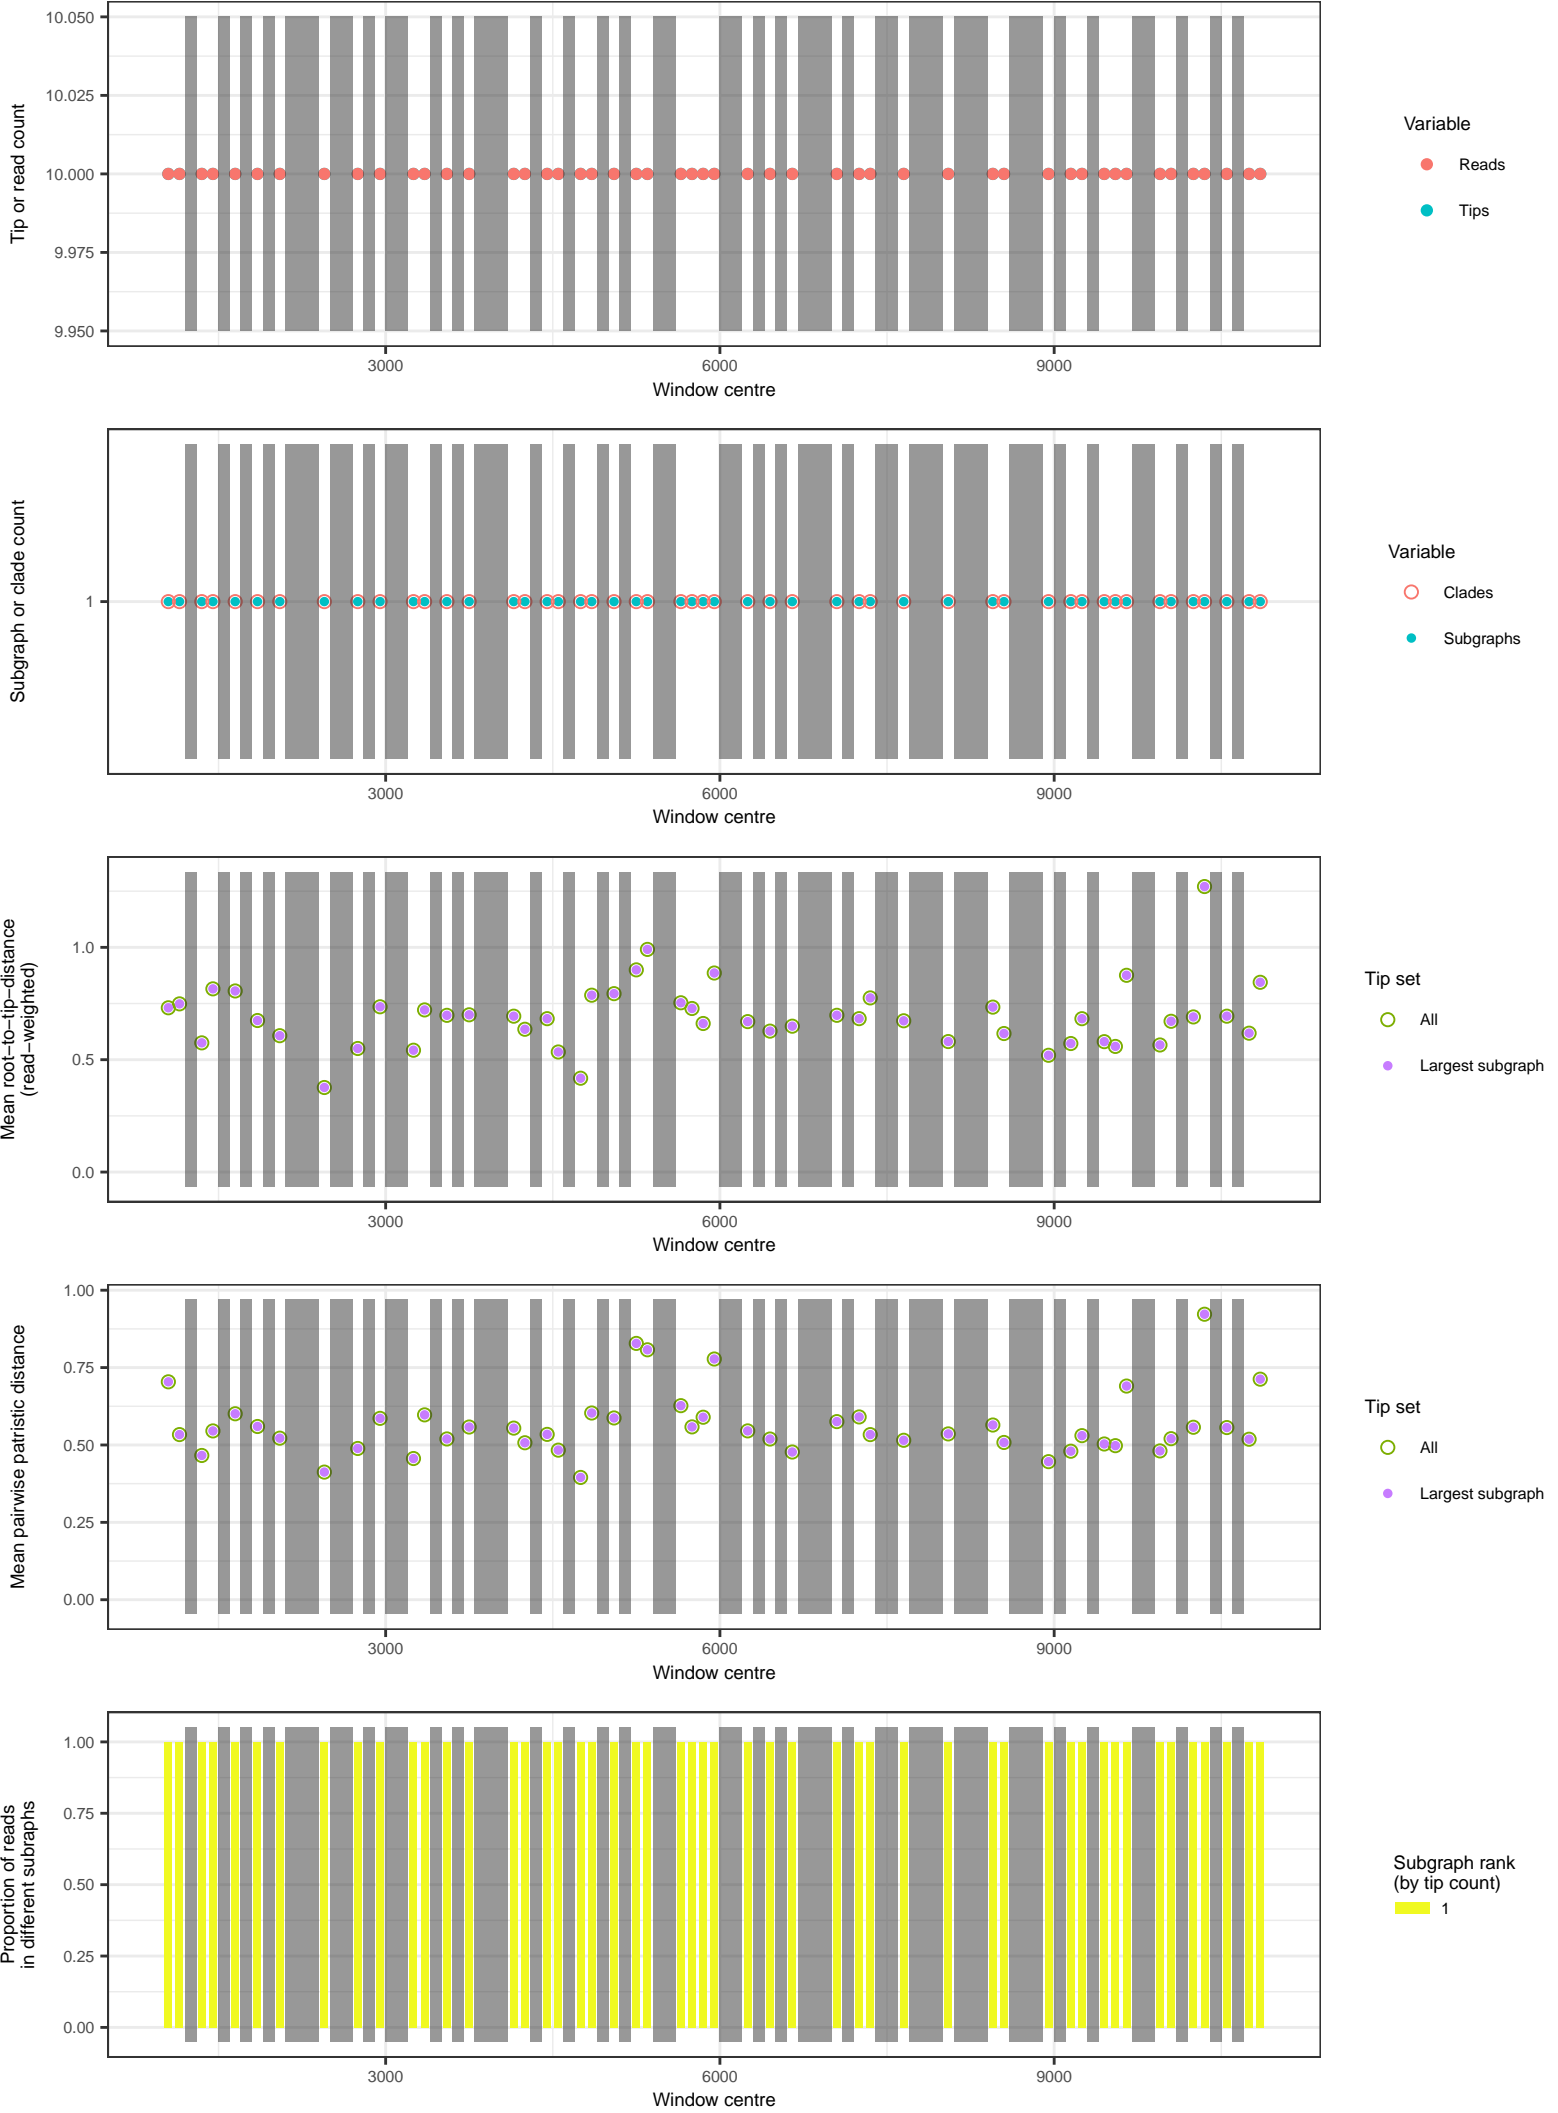 10.050
10.025
10.000
9.975
9.950
Tip or read count
3000
6000
9000
Window centre
Variable
Reads
Tips
1
Subgraph or clade count
3000
6000
9000
Window centre
Variable
Clades
Subgraphs
1.0
0.5
0.0
Mean root−to−tip−distance
(read−weighted)
3000
6000
9000
Window centre
Tip set
All
Largest subgraph
1.00
0.75
0.50
0.25
0.00
Mean pairwise patristic distance
3000
6000
9000
Window centre
Tip set
All
Largest subgraph
1.00
0.75
0.50
0.25
0.00
Proportion of reads
in different subraphs
3000
6000
9000
Window centre
Subgraph rank
(by tip count)
1